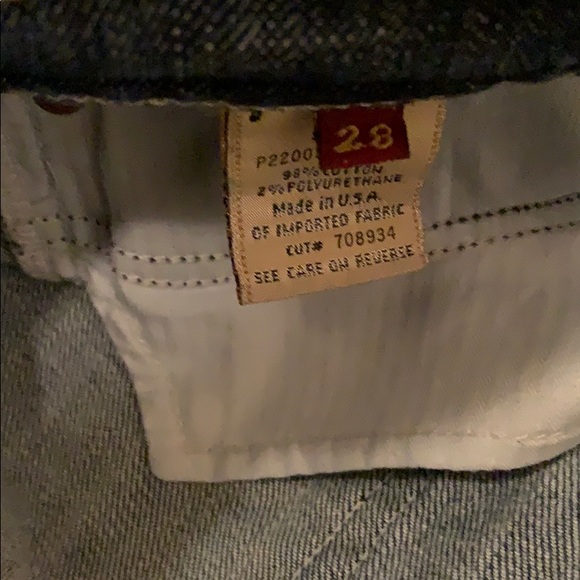 28
P2200
98% COTTON
2% POLYURETHANE
Made in U.S.A.
OF IMPORTED FABRIC
CUT# 708934
SEE CARE ON REVERSE